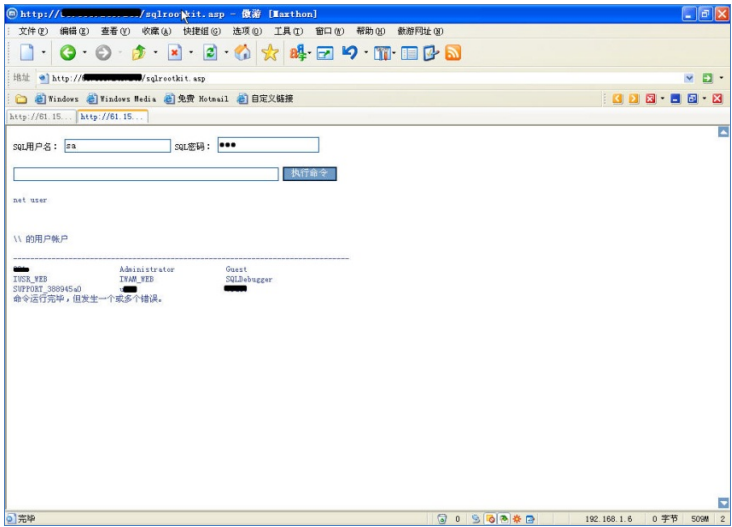 http:// /sqlrootkit.asp - 傲游 [Maxthon]
文件(F) 编辑(E) 查看(V) 收藏(A) 快捷组(G) 选项(O) 工具(T) 窗口(W) 帮助(H) 傲游网址(N)
地址 http:// /sqlrootkit.asp
Windows Windows Media 免费 Hotmail 自定义链接
http://61.15... http://61.15...
SQL用户名: sa SQL密码: ●●●
执行命令
net user
\\ 的用户帐户
-------------------------------------------------------------------------------
Administrator Guest
IUSR_WEB IWAM_WEB SQLDebugger
SUPPORT_388945a0
命令运行完毕，但发生一个或多个错误。
完毕 0 192.168.1.6 0 字节 509M 2